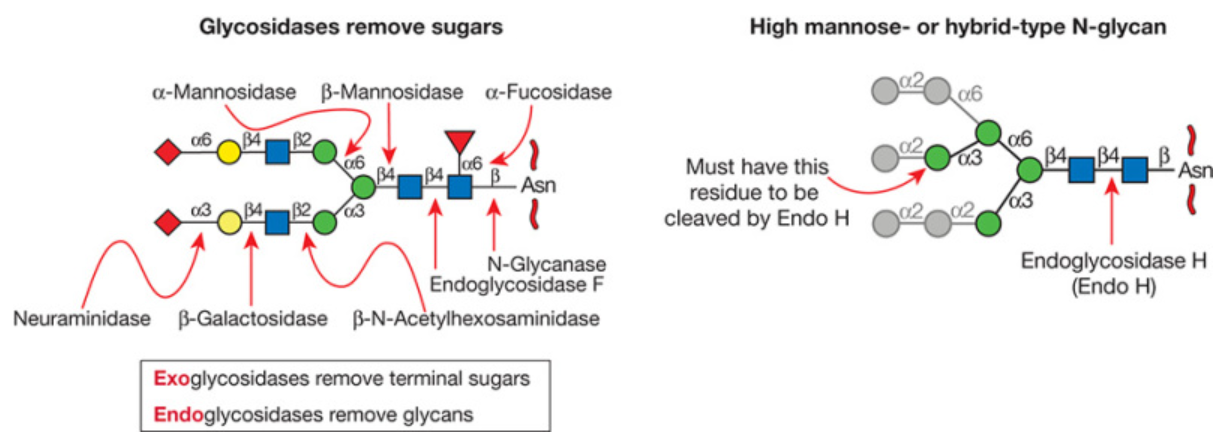 Glycosidases remove sugars
α-Mannosidase
β-Mannosidase
α-Fucosidase
α6
β4
β2
α6
α6
β4
β4
β
Asn
α3
β4
β2
α3
N-Glycanase
Endoglycosidase F
Neuraminidase
β-Galactosidase
β-N-Acetylhexosaminidase
Exoglycosidases remove terminal sugars
Endoglycosidases remove glycans
High mannose- or hybrid-type N-glycan
α2
α6
α6
α2
α3
β4
β4
β
Asn
Must have this
residue to be
cleaved by Endo H
α3
α2
α2
Endoglycosidase H
(Endo H)